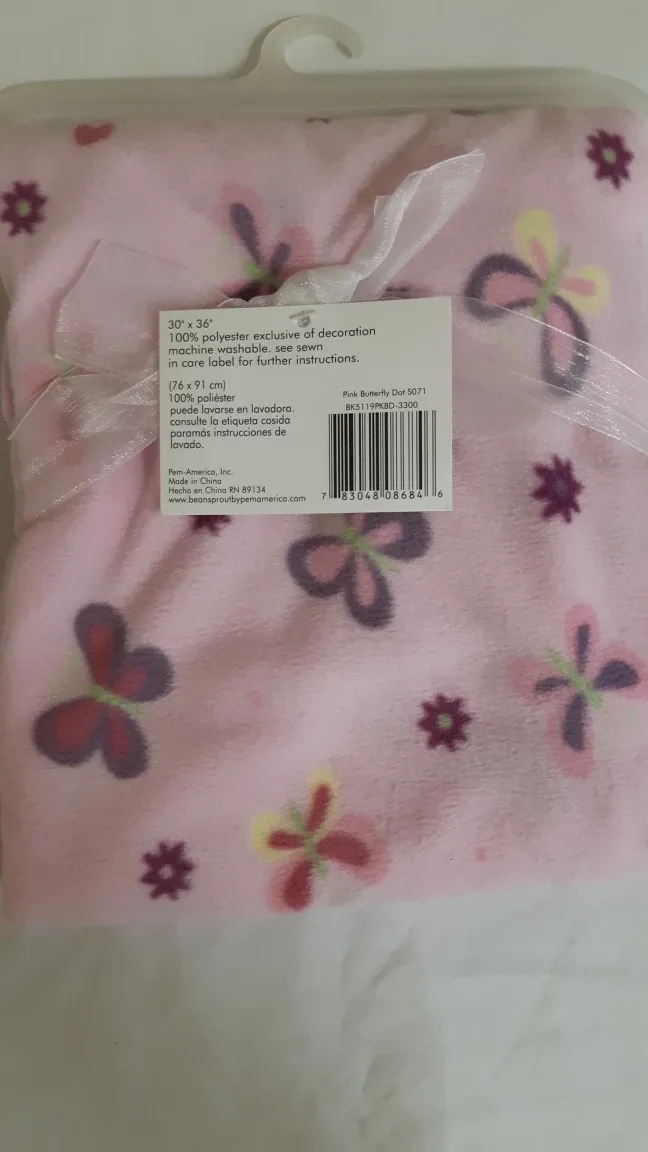 30" x 36"
100% polyester exclusive of decoration
machine washable. see sewn
in care label for further instructions.
(76 x 91 cm)
100% poliéster
puede lavarse en lavadora.
consulte la etiqueta cosida
paramás instrucciones de
lavado.
Pem-America, Inc.
Made in China
Hecho en China RN 89134
www.beansproutbypemamerica.com
Pink Butterfly Dot S071
BK5119PKBD-3300
7 83048 08684 6